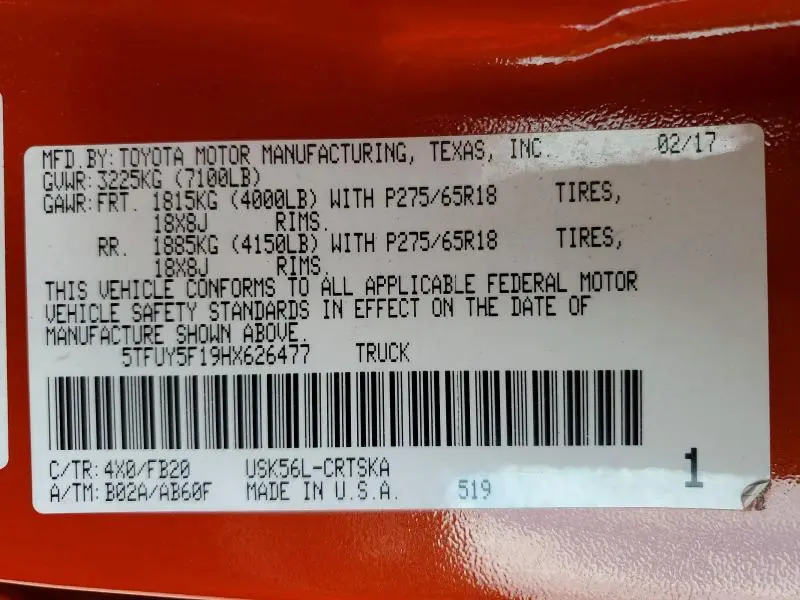 MFD.BY: TOYOTA MOTOR MANUFACTURING, TEXAS, INC. 02/17
GVWR: 3225KG (7100LB)
GAWR: FRT. 1815KG (4000LB) WITH P275/65R18 TIRES,
18X8J RIMS.
RR. 1885KG (4150LB) WITH P275/65R18 TIRES,
18X8J RIMS.
THIS VEHICLE CONFORMS TO ALL APPLICABLE FEDERAL MOTOR
VEHICLE SAFETY STANDARDS IN EFFECT ON THE DATE OF
MANUFACTURE SHOWN ABOVE.
5TFUY5F19HX626477 TRUCK
C/TR: 4X0/FB20 USK56L-CRTSKA
A/TM: B02A/AB60F MADE IN U.S.A. 519 1